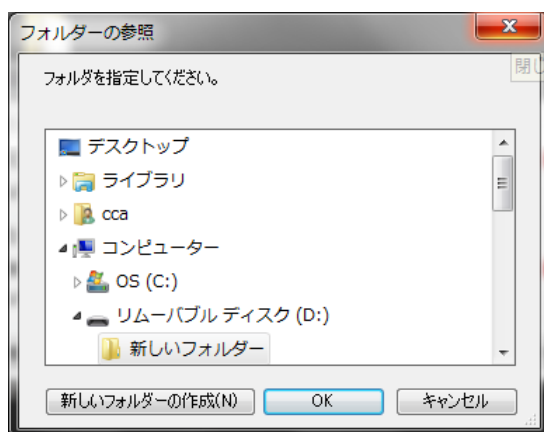 フォルダーの参照
閉じ
フォルダを指定してください。
デスクトップ
ライブラリ
cca
コンピューター
OS (C:)
リムーバブル ディスク (D:)
新しいフォルダー
新しいフォルダーの作成(N)
OK
キャンセル